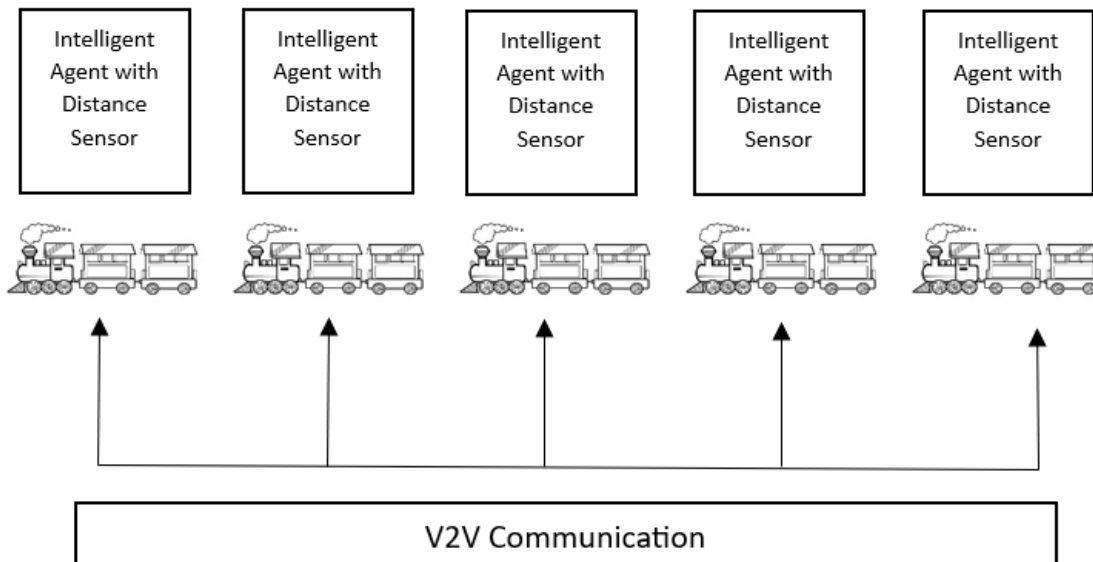 Intelligent
Agent with
Distance
Sensor
Intelligent
Agent with
Distance
Sensor
Intelligent
Agent with
Distance
Sensor
Intelligent
Agent with
Distance
Sensor
Intelligent
Agent with
Distance
Sensor
V2V Communication